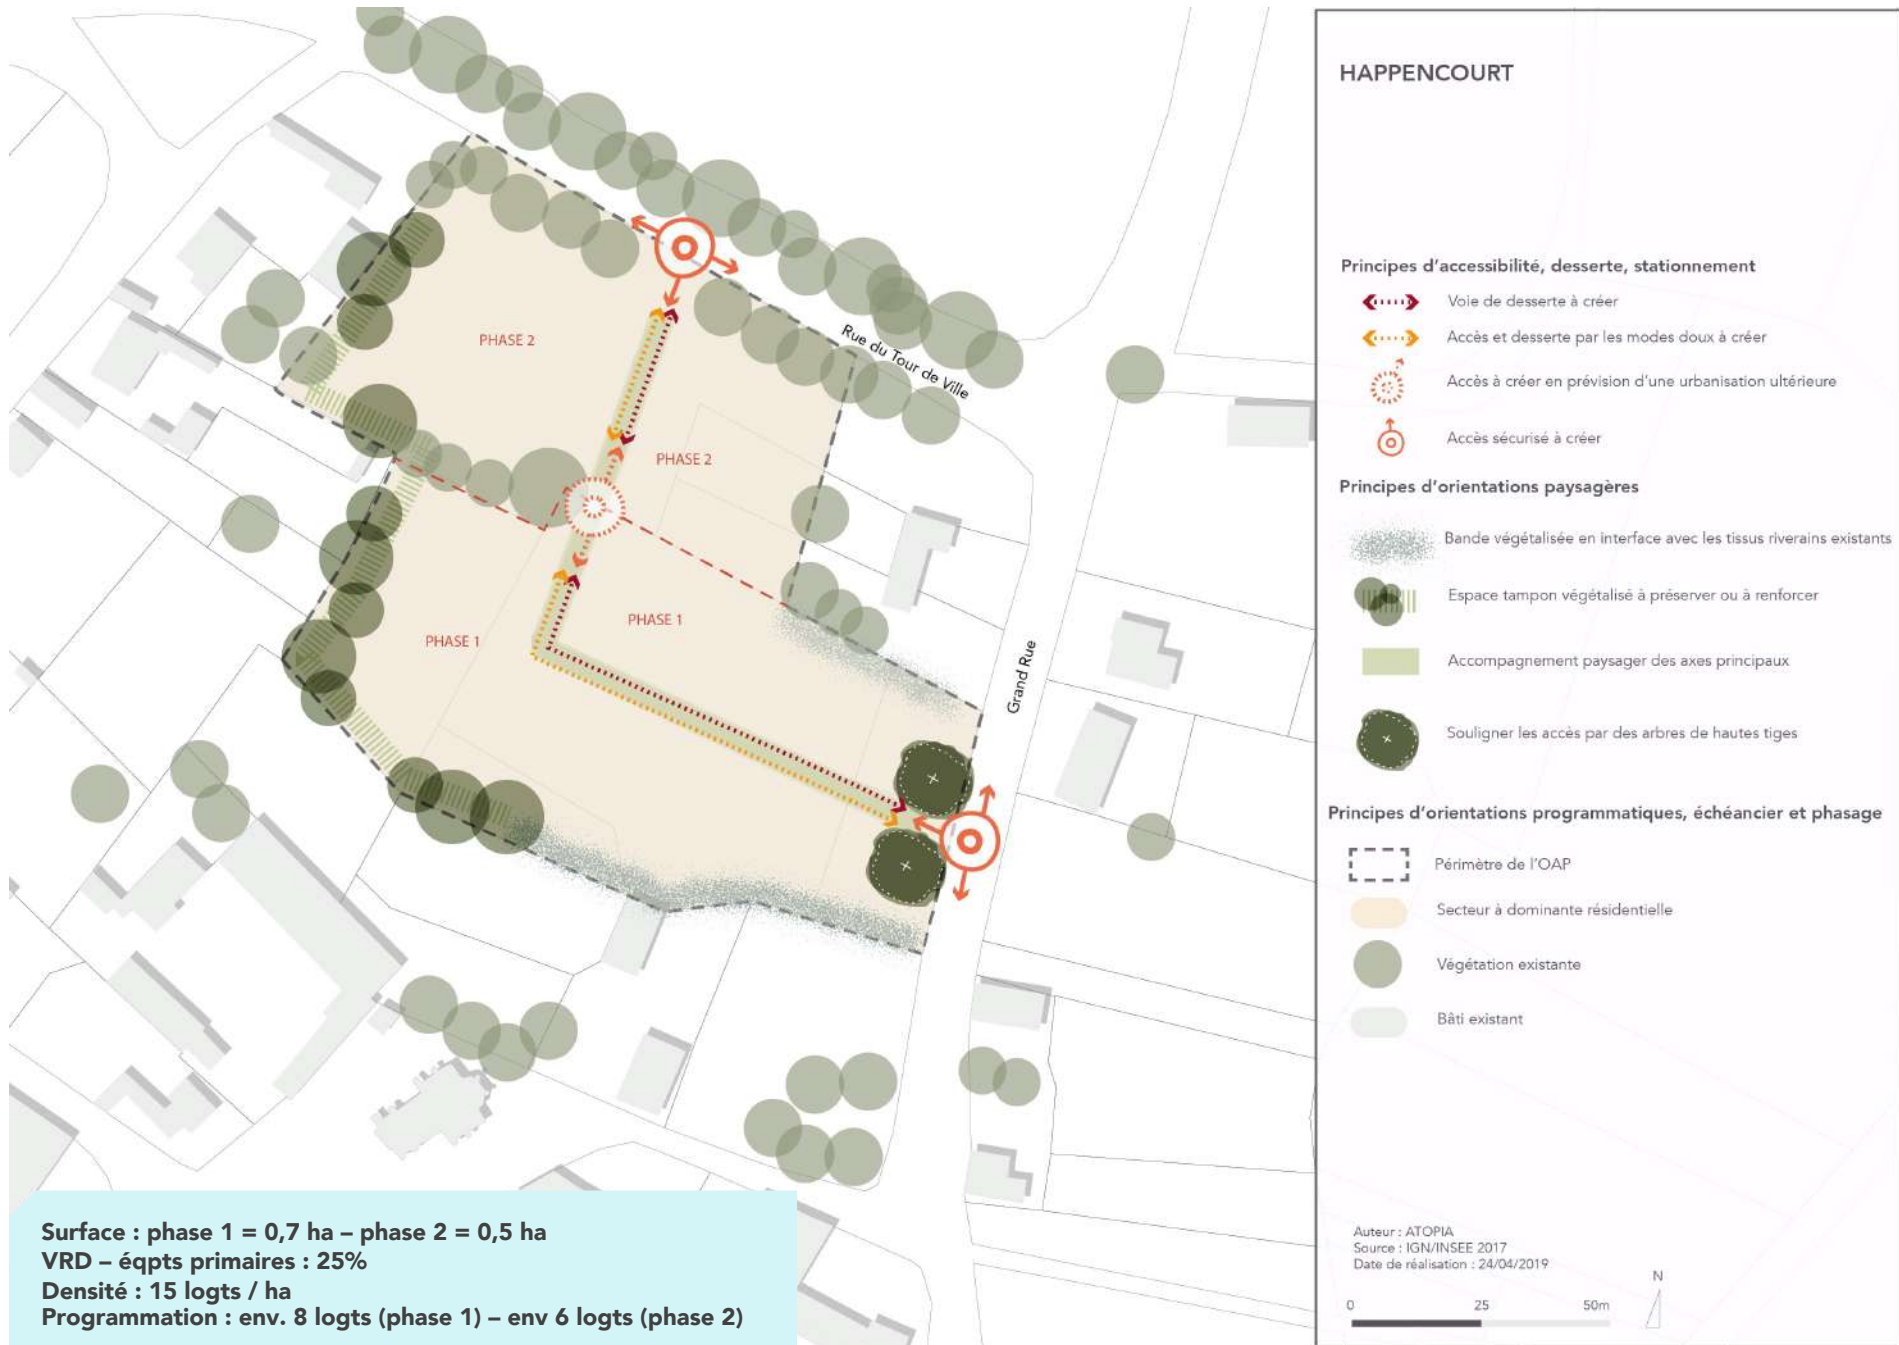 HAPPENCOURT
Principes d'accessibilité, desserte, stationnement
Voie de desserte à créer
Accès et desserte par les modes doux à créer
Accès à créer en prévision d'une urbanisation ultérieure
Accès sécurisé à créer
Principes d'orientations paysagères
Bande végétalisée en interface avec les tissus riverains existants
Espace tampon végétalisé à préserver ou à renforcer
Accompagnement paysager des axes principaux
Souligner les accès par des arbres de hautes tiges
Principes d'orientations programmatiques, échéancier et phasage
Périmètre de l'OAP
Secteur à dominante résidentielle
Végétation existante
Bâti existant
Auteur : ATOPIA
Source : IGN/INSEE 2017
Date de réalisation : 24/04/2019
N
0 25 50m
PHASE 2
Rue du Tour de Ville
PHASE 2
PHASE 1
PHASE 1
Grand Rue
Surface : phase 1 = 0,7 ha – phase 2 = 0,5 ha
VRD – éqpts primaires : 25%
Densité : 15 logts / ha
Programmation : env. 8 logts (phase 1) – env 6 logts (phase 2)